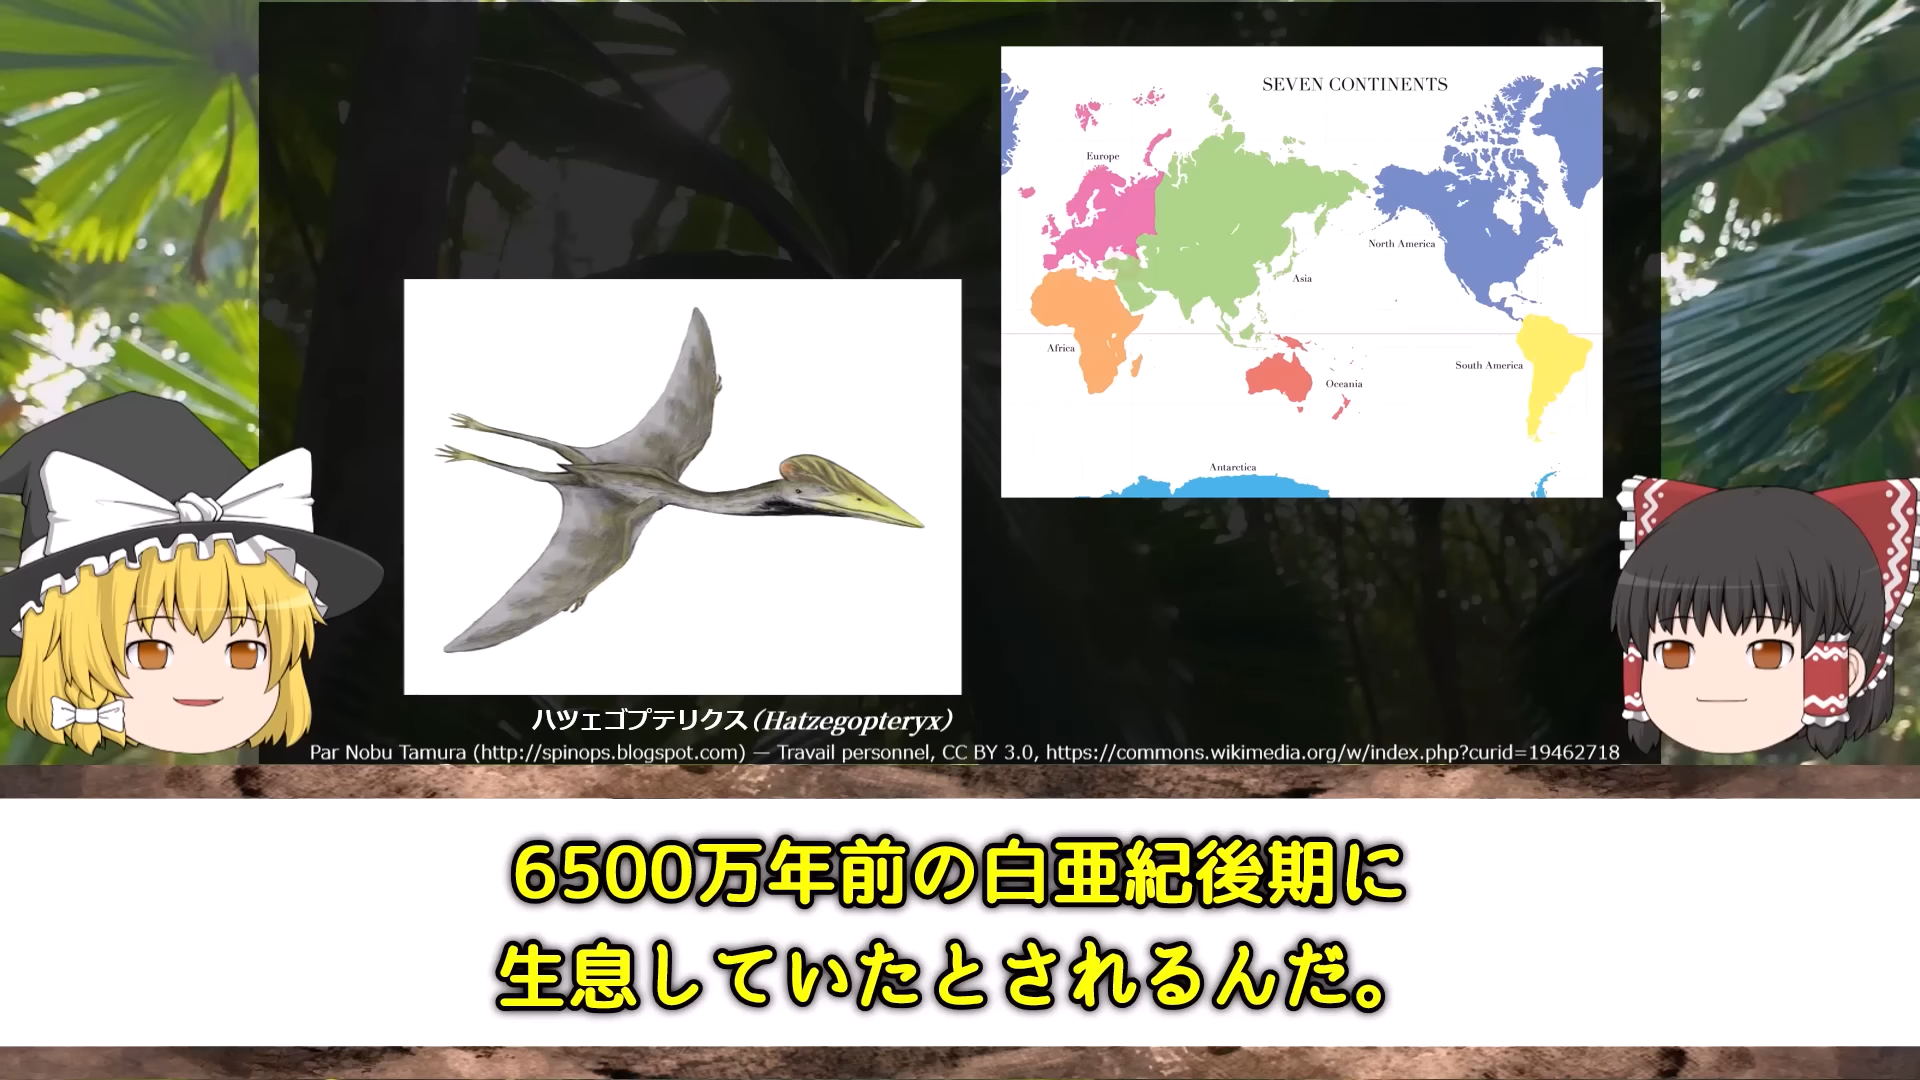 SEVEN CONTINENTS
Europe
North America
Asia
Africa
South America
Oceania
Antarctica
ハツェゴプテリクス(Hatzegopteryx)
Par Nobu Tamura (http://spinops.blogspot.com) — Travail personnel, CC BY 3.0, https://commons.wikimedia.org/w/index.php?curid=19462718
6500万年前の白亜紀後期に
生息していたとされるんだ。